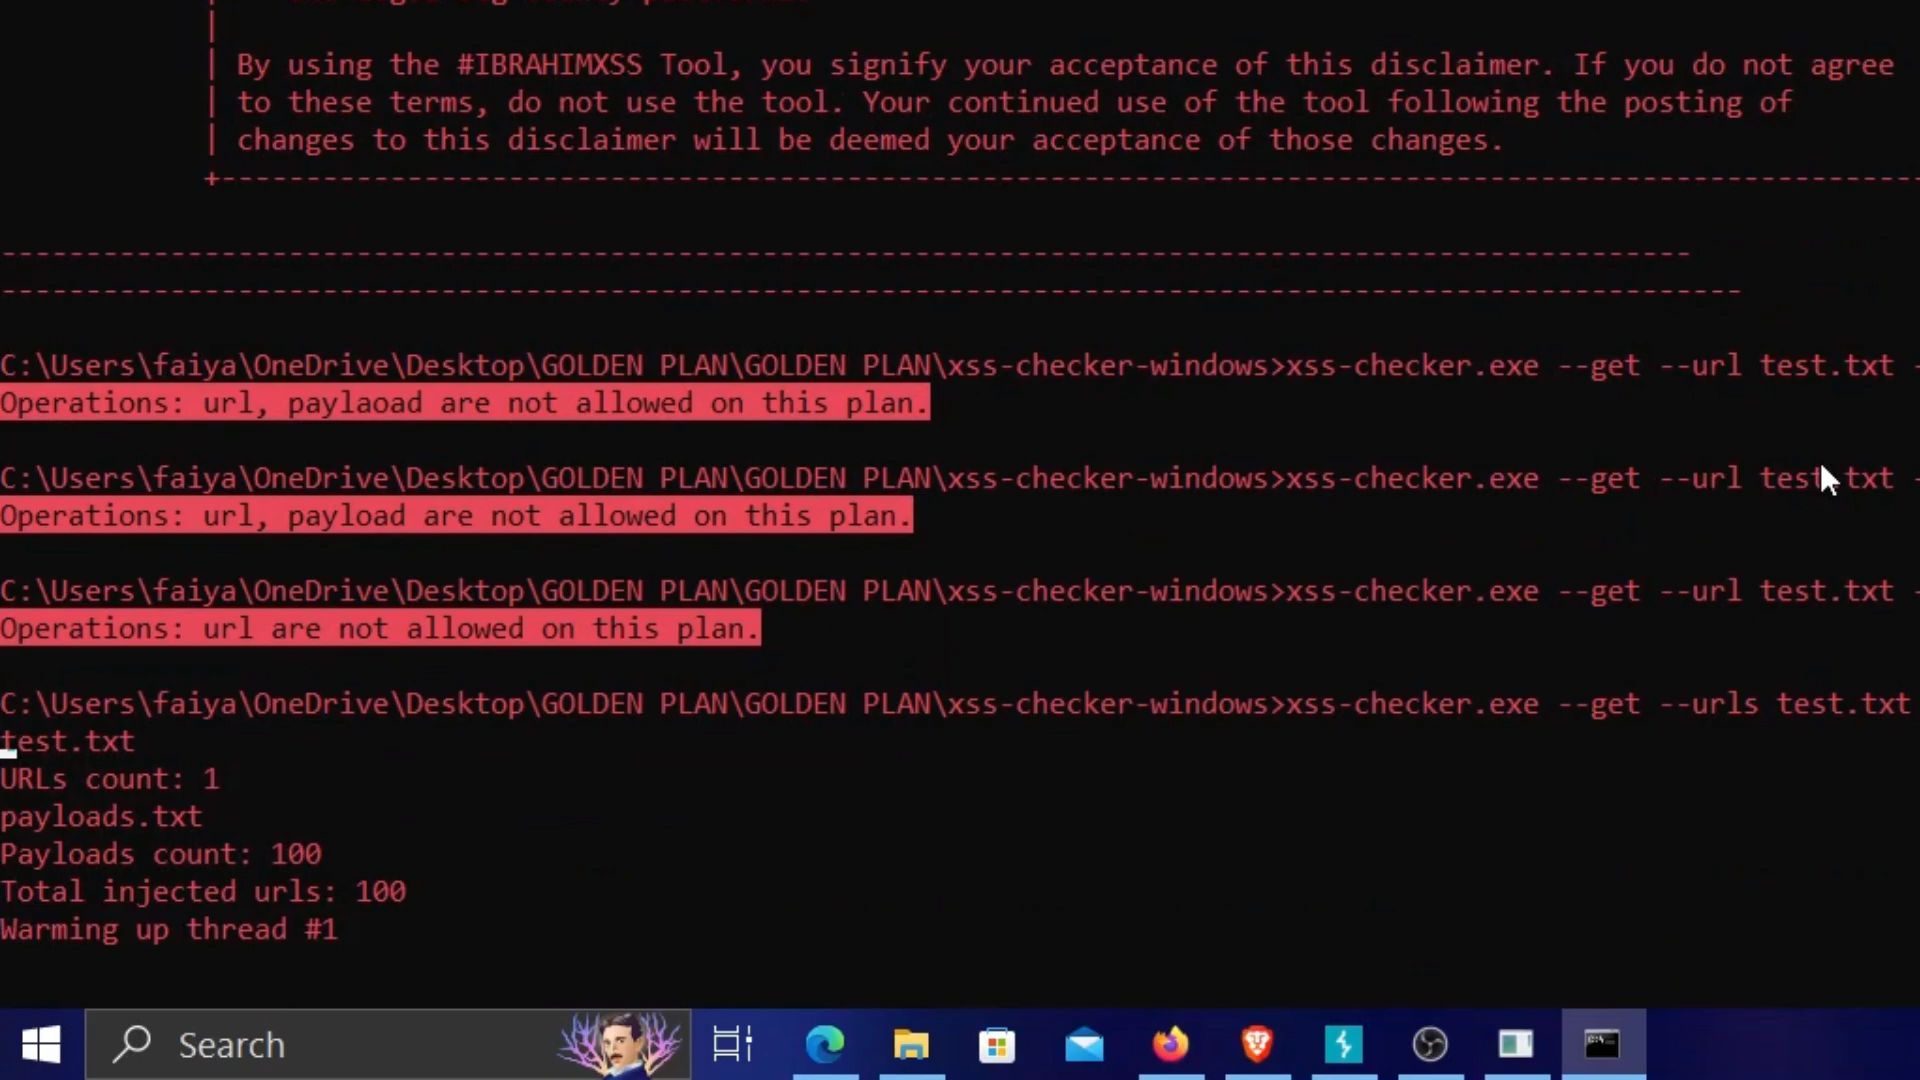 By using the #IBRAHIMXSS Tool, you signify your acceptance of this disclaimer. If you do not agree
to these terms, do not use the tool. Your continued use of the tool following the posting of
changes to this disclaimer will be deemed your acceptance of those changes.
C:\Users\faiya\OneDrive\Desktop\GOLDEN PLAN\GOLDEN PLAN\xss-checker-windows>xss-checker.exe --get --url test.txt -
Operations: url, paylaoad are not allowed on this plan.
C:\Users\faiya\OneDrive\Desktop\GOLDEN PLAN\GOLDEN PLAN\xss-checker-windows>xss-checker.exe --get --url test.txt -
Operations: url, payload are not allowed on this plan.
C:\Users\faiya\OneDrive\Desktop\GOLDEN PLAN\GOLDEN PLAN\xss-checker-windows>xss-checker.exe --get --url test.txt -
Operations: url are not allowed on this plan.
C:\Users\faiya\OneDrive\Desktop\GOLDEN PLAN\GOLDEN PLAN\xss-checker-windows>xss-checker.exe --get --urls test.txt
test.txt
URLs count: 1
payloads.txt
Payloads count: 100
Total injected urls: 100
Warming up thread #1
Search